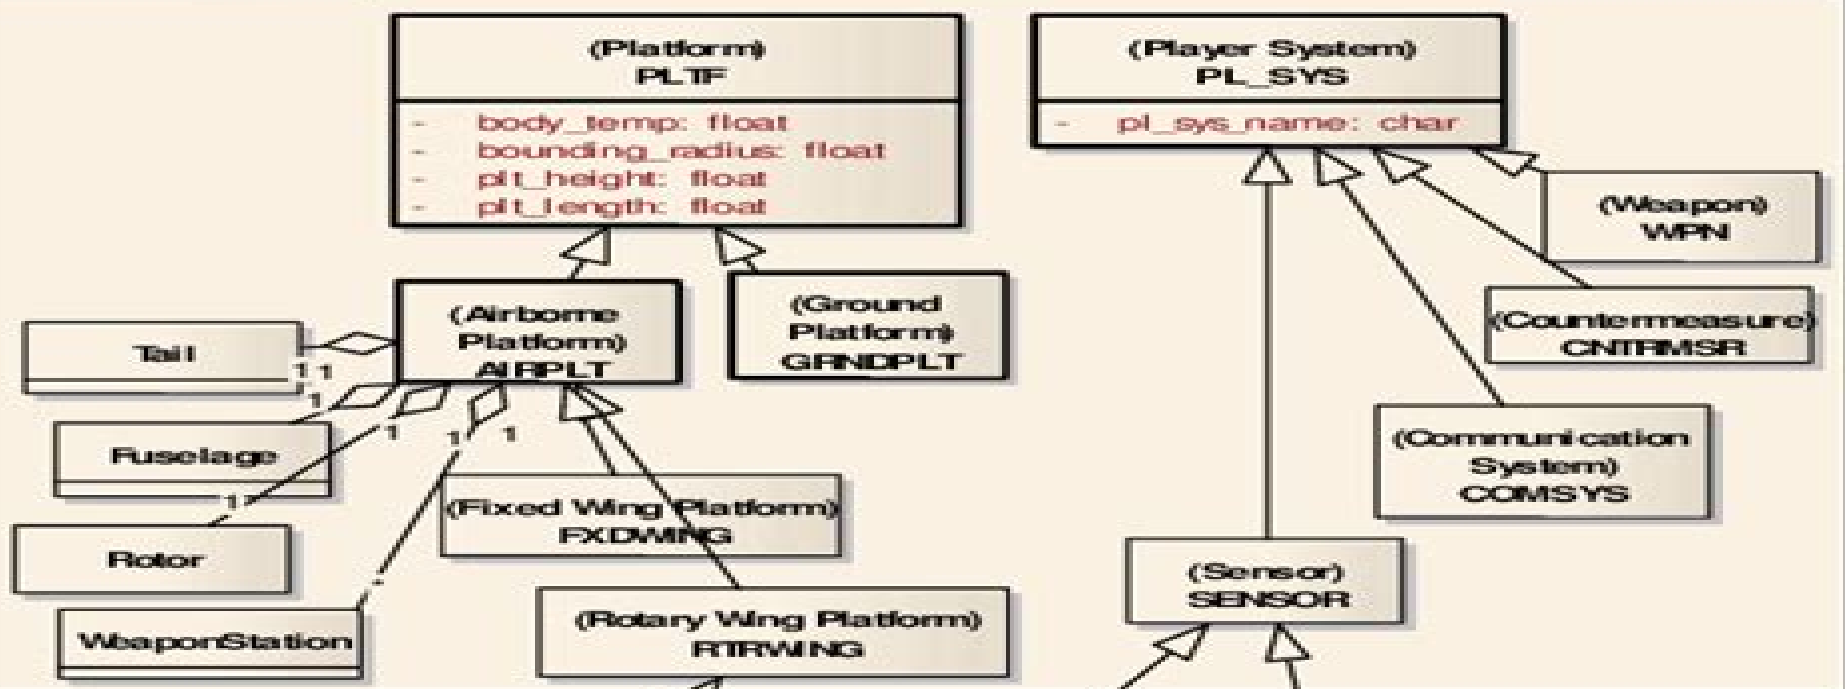 (Platform)
PLTF
- body_temp: float
- bounding_radius: float
- plt_height: float
- plt_length: float
(Player System)
PL_SYS
- pl_sys_name: char
(Weapon)
WPN
(Countermeasure)
CNTRMSR
(Communication
System)
COMSYS
(Sensor)
SENSOR
(Airborne
Platform)
AIRPLT
(Ground
Platform)
GRNDPLT
Tail
1 1
1
Fuselage
1
1
1
1
Rotor
WeaponStation
(Fixed Wing Platform)
FXDWING
(Rotary Wing Platform)
RTRWING